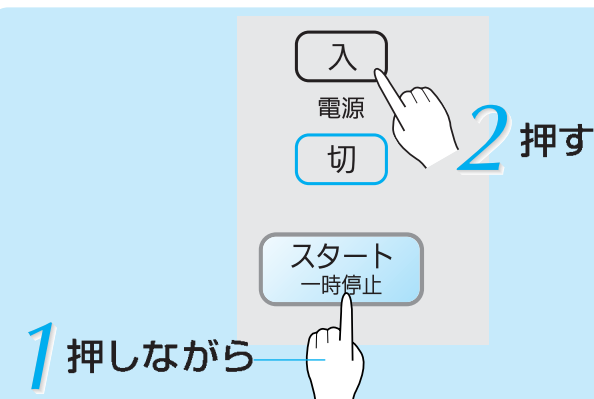 入
電源
切
2 押す
スタート
一時停止
1 押しながら